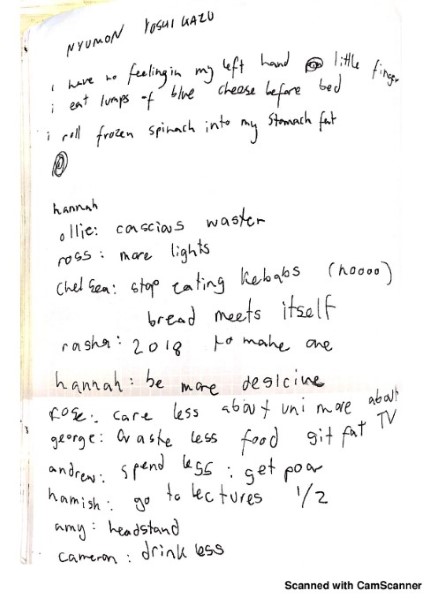 NYUMON YOSHIKAZU
i have no feeling in my left hand little finger
i eat lumps of blue cheese before bed
i roll frozen spinach into my stomach fat
hannah
ollie: conscious waster
ross: more lights
chelsea: stop eating kebabs (noooo)
bread meets itself
rasha: 2018 to make one
hannah: be more
rose: care less about uni more about TV
george: waste less food git fat
andrew: spend less: get poor
hamish: go to lectures 1/2
amy: headstand
cameron: drink less
Scanned with CamScanner